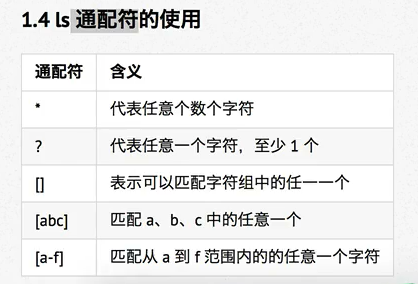 1.4 ls 通配符的使用
通配符 含义
* 代表任意个数个字符
? 代表任意一个字符，至少 1 个
[] 表示可以匹配字符组中的任一一个
[abc] 匹配 a、b、c 中的任意一个
[a-f] 匹配从 a 到 f 范围内的的任意一个字符